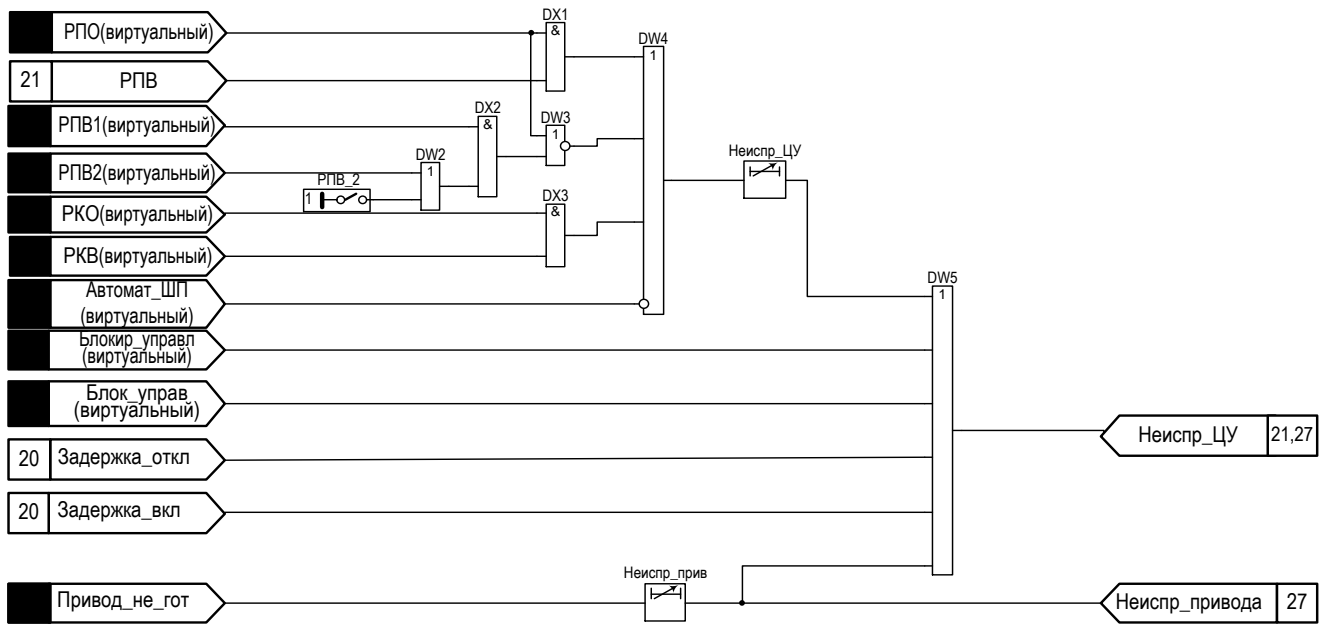 DX1
РПО(виртуальный)
&
DW4
1
21 РПВ
DX2
РПВ1(виртуальный)
&
DW3
1
Неиспр_ЦУ
DW2
РПВ2(виртуальный)
1
РПВ_2
1
DX3
РКО(виртуальный)
&
РКВ(виртуальный)
DW5
1
Автомат_ШП
(виртуальный)
Блокир_управл
(виртуальный)
Блок_управ
(виртуальный)
Неиспр_ЦУ 21,27
20 Задержка_откл
20 Задержка_вкл
Неиспр_прив
Привод_не_гот
Неиспр_привода 27